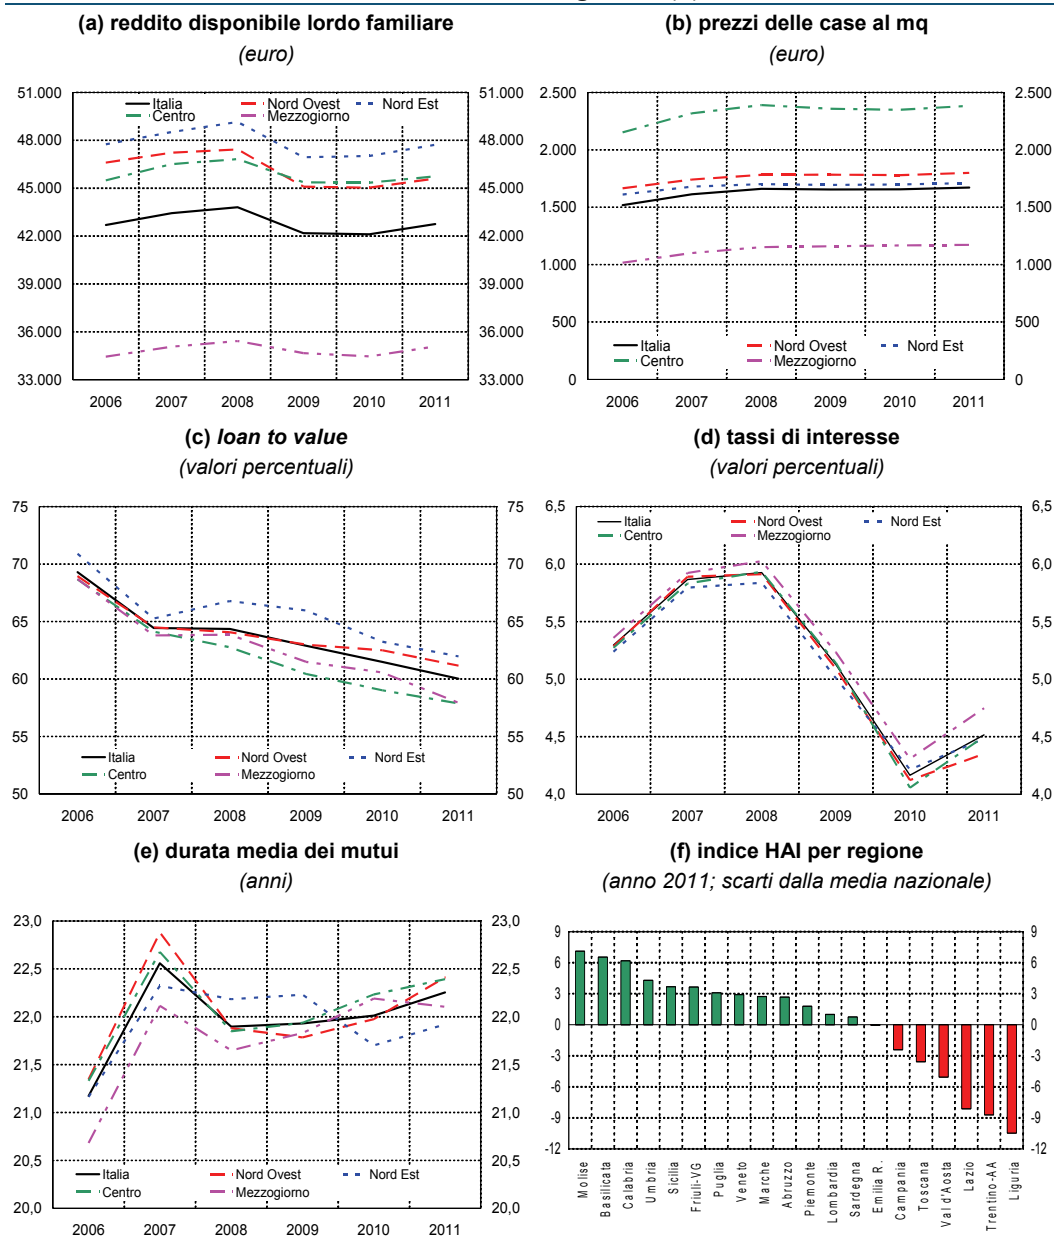 (a) reddito disponibile lordo familiare
(euro)
51.000
48.000
45.000
42.000
39.000
36.000
33.000
Italia
Nord Ovest
Nord Est
Centro
Mezzogiorno
51.000
48.000
45.000
42.000
39.000
36.000
33.000
2006 2007 2008 2009 2010 2011
(b) prezzi delle case al mq
(euro)
2.500
2.000
1.500
1.000
500
0
Italia
Nord Ovest
Nord Est
Centro
Mezzogiorno
2.500
2.000
1.500
1.000
500
0
2006 2007 2008 2009 2010 2011
(c) loan to value
(valori percentuali)
75
70
65
60
55
50
Italia
Nord Ovest
Nord Est
Centro
Mezzogiorno
75
70
65
60
55
50
2006 2007 2008 2009 2010 2011
(d) tassi di interesse
(valori percentuali)
6,5
6,0
5,5
5,0
4,5
4,0
Italia
Nord Ovest
Nord Est
Centro
Mezzogiorno
6,5
6,0
5,5
5,0
4,5
4,0
2006 2007 2008 2009 2010 2011
(e) durata media dei mutui
(anni)
23,0
22,5
22,0
21,5
21,0
20,5
20,0
Italia
Nord Ovest
Nord Est
Centro
Mezzogiorno
23,0
22,5
22,0
21,5
21,0
20,5
20,0
2006 2007 2008 2009 2010 2011
(f) indice HAI per regione
(anno 2011; scarti dalla media nazionale)
9
6
3
0
-3
-6
-9
-12
9
6
3
0
-3
-6
-9
-12
Molise
Basilicata
Calabria
Umbria
Sicilia
Friuli-VG
Puglia
Veneto
Marche
Abruzzo
Piemonte
Lombardia
Sardegna
Emilia R.
Campania
Toscana
Val d'Aosta
Lazio
Trentino-AA
Liguria